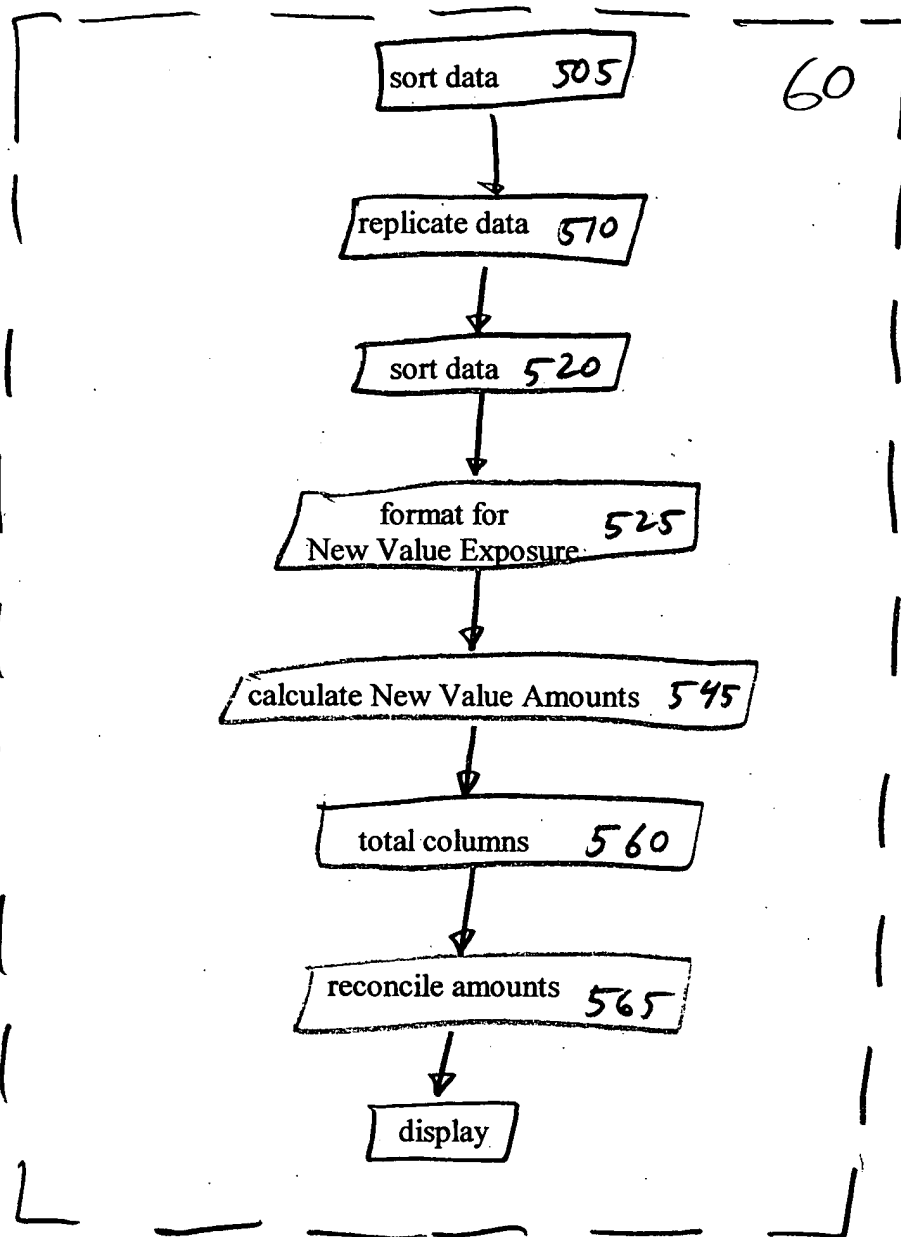 sort data 505
60
replicate data 510
sort data 520
format for 525
New Value Exposure
calculate New Value Amounts 545
total columns 560
reconcile amounts 565
display